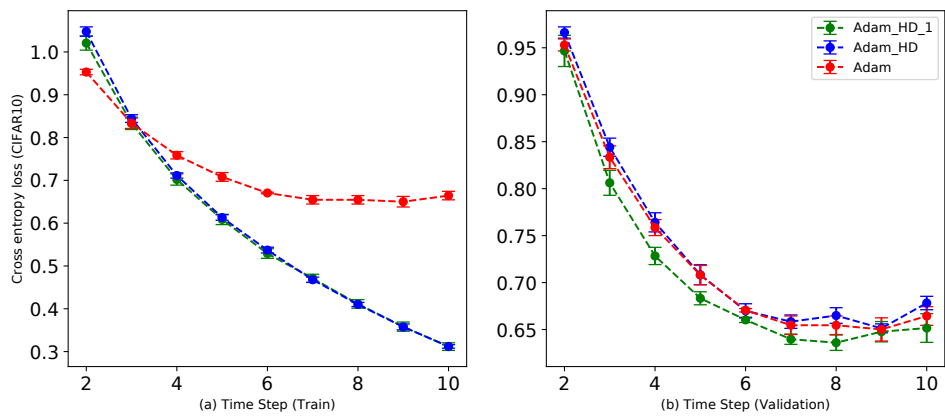 Cross entropy loss (CIFAR10)
1.0
0.9
0.8
0.7
0.6
0.5
0.4
0.3
2 4 6 8 10
(a) Time Step (Train)
0.95
0.90
0.85
0.80
0.75
0.70
0.65
2 4 6 8 10
(b) Time Step (Validation)
Adam_HD_1
Adam_HD
Adam